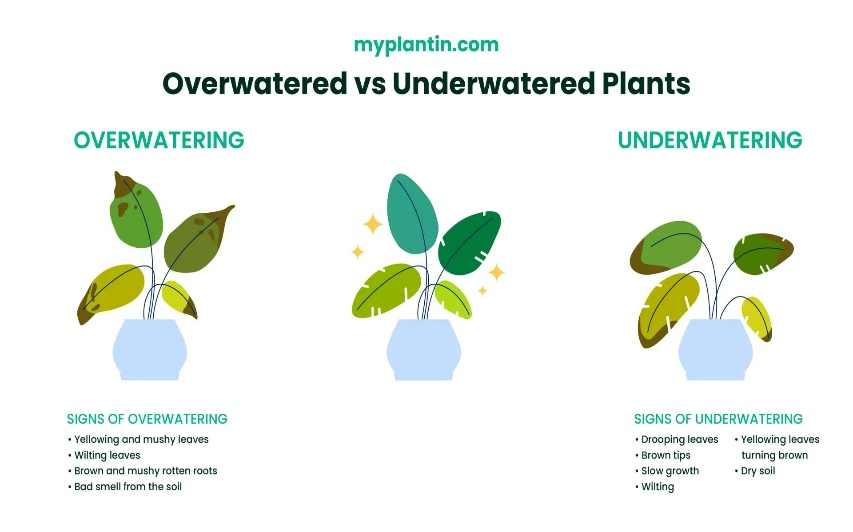 myplantin.com
Overwatered vs Underwatered Plants
OVERWATERING
UNDERWATERING
SIGNS OF OVERWATERING
• Yellowing and mushy leaves
• Wilting leaves
• Brown and mushy rotten roots
• Bad smell from the soil
SIGNS OF UNDERWATERING
• Drooping leaves
• Brown tips
• Slow growth
• Wilting
• Yellowing leaves
turning brown
• Dry soil